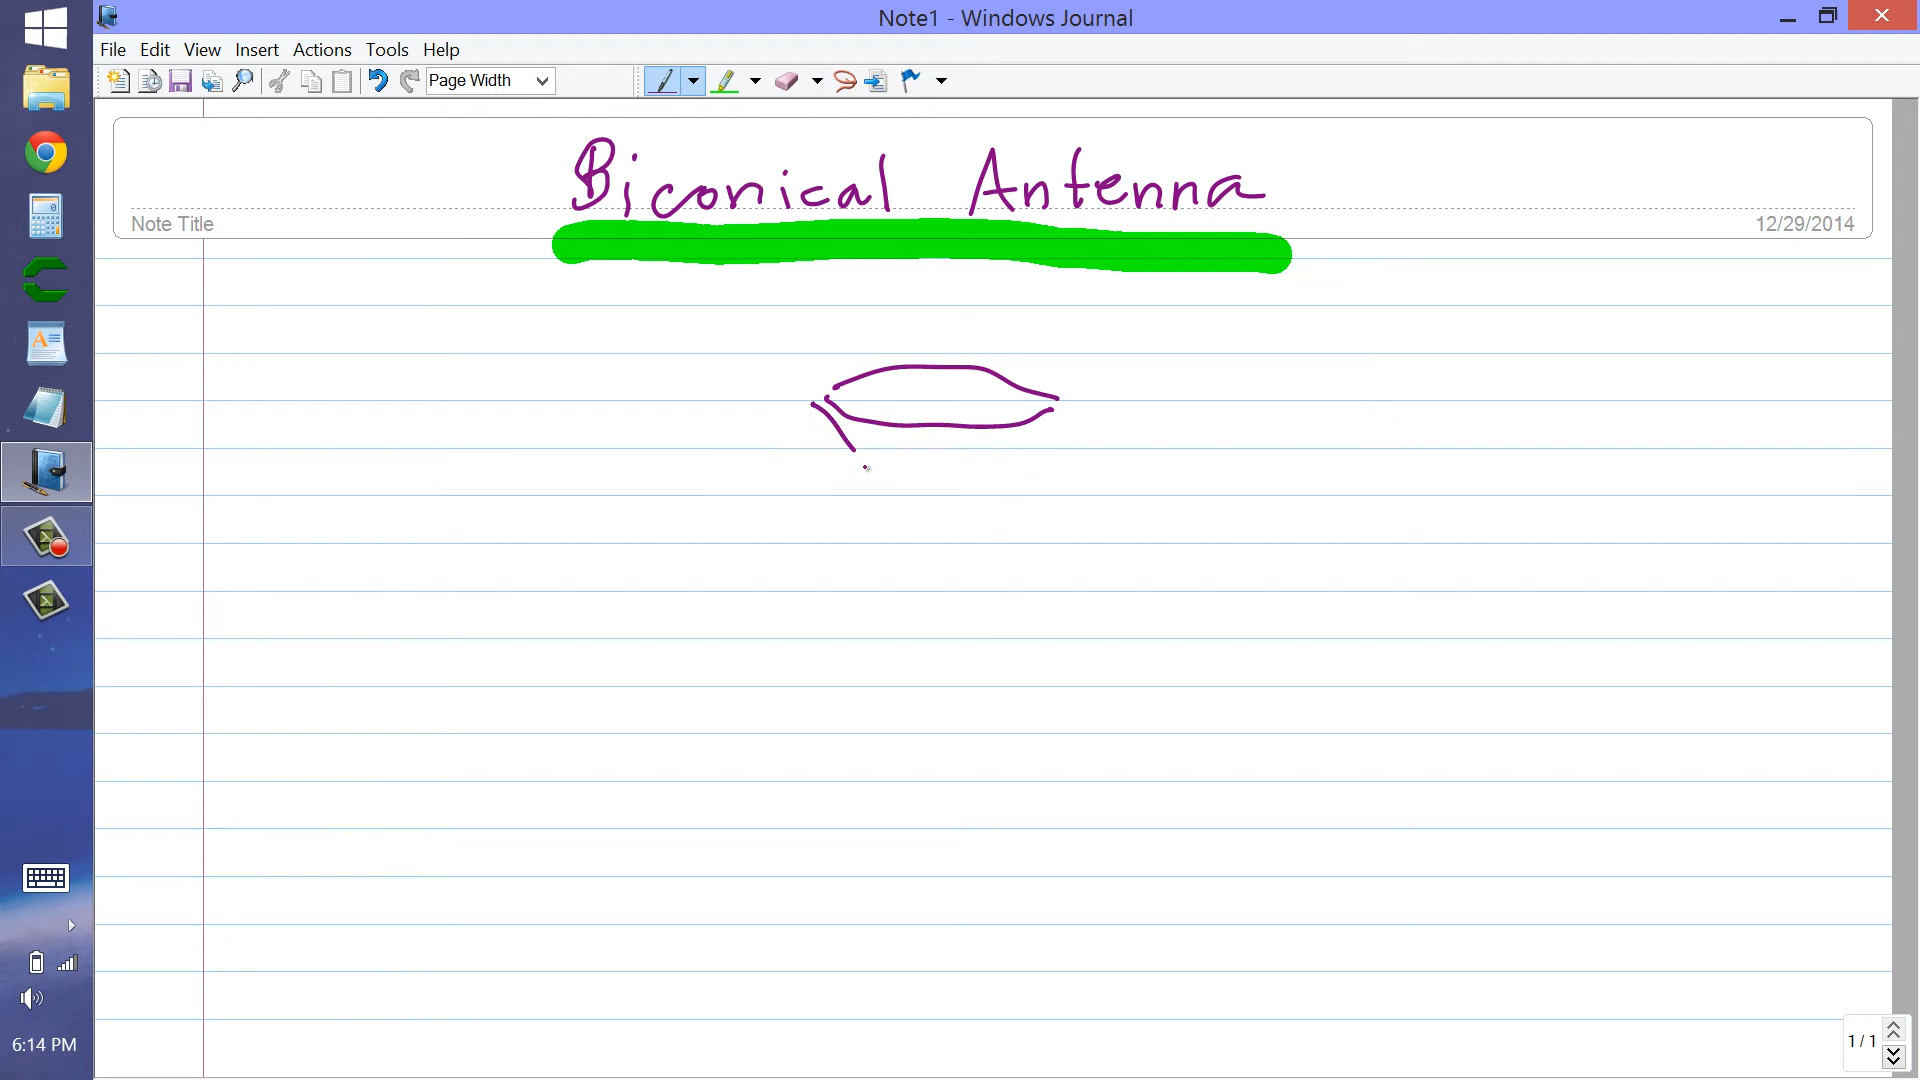 Note1 - Windows Journal
File Edit View Insert Actions Tools Help
Page Width
Biconical Antenna
Note Title
12/29/2014
6:14 PM
1 / 1